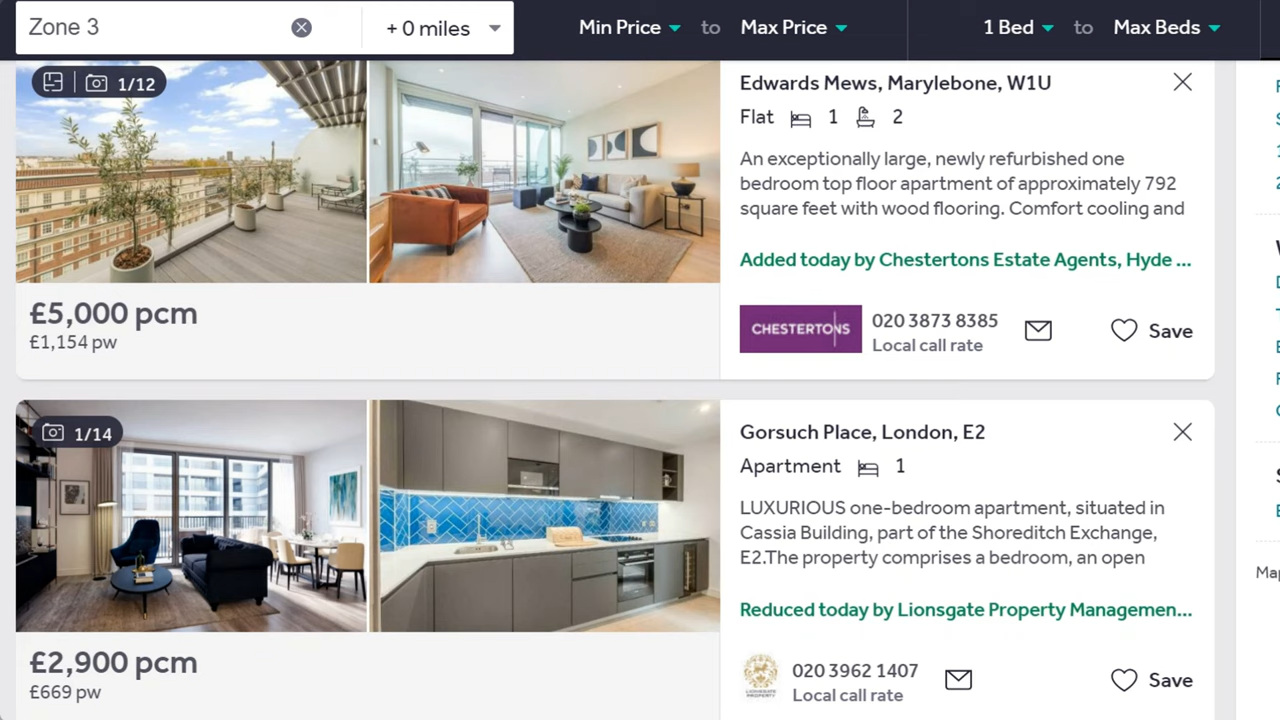 Zone 3
+ 0 miles
Min Price to Max Price
1 Bed to Max Beds
1/12
Edwards Mews, Marylebone, W1U
Flat 1 2
An exceptionally large, newly refurbished one
bedroom top floor apartment of approximately 792
square feet with wood flooring. Comfort cooling and
Added today by Chestertons Estate Agents, Hyde ...
£5,000 pcm
£1,154 pw
CHESTERTONS
020 3873 8385
Local call rate
Save
1/14
Gorsuch Place, London, E2
Apartment 1
LUXURIOUS one-bedroom apartment, situated in
Cassia Building, part of the Shoreditch Exchange,
E2.The property comprises a bedroom, an open
Reduced today by Lionsgate Property Managemen...
£2,900 pcm
£669 pw
LIONSGATE
PROPERTY
020 3962 1407
Local call rate
Save